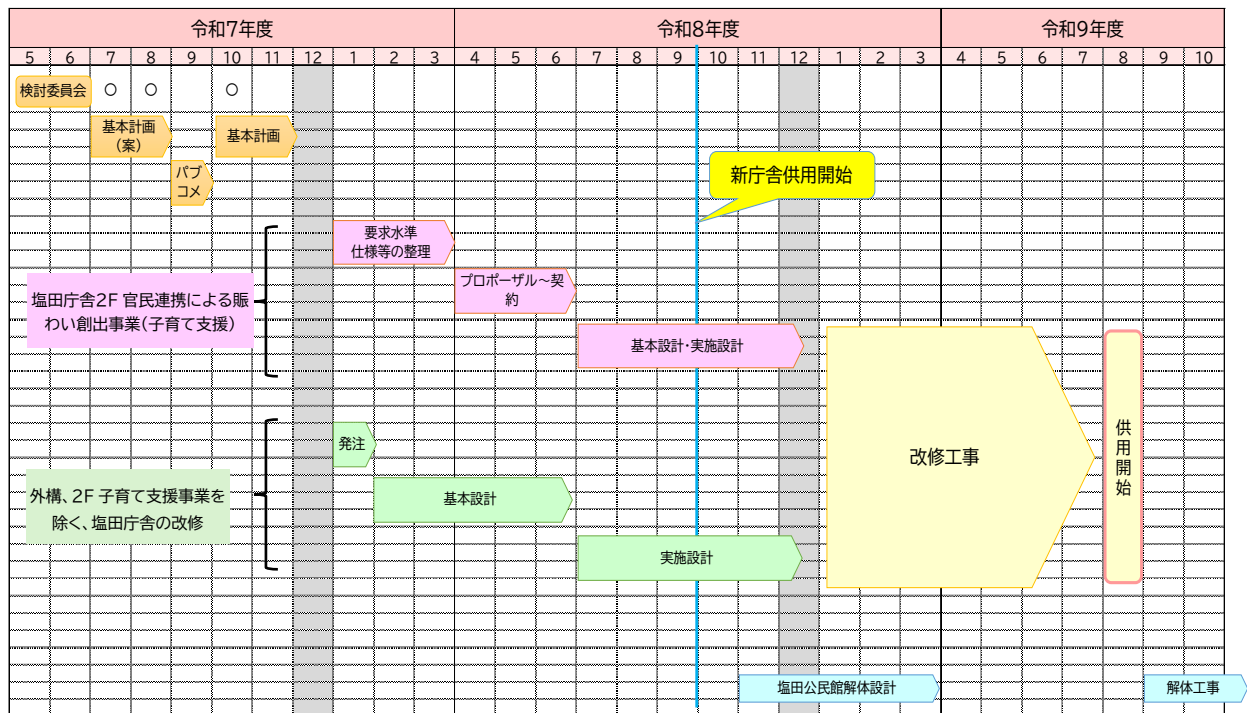 令和7年度 令和8年度 令和9年度
5 6 7 8 9 10 11 12 1 2 3 4 5 6 7 8 9 10 11 12 1 2 3 4 5 6 7 8 9 10
検討委員会 ○ ○ ○
基本計画
(案)
基本計画
パブ
コメ
新庁舎供用開始
要求水準
仕様等の整理
塩田庁舎2F 官民連携による賑
わい創出事業(子育て支援)
プロポーザル~契
約
基本設計・実施設計
発注
改修工事
供用開始
外構、2F 子育て支援事業を
除く、塩田庁舎の改修
基本設計
実施設計
塩田公民館解体設計
解体工事